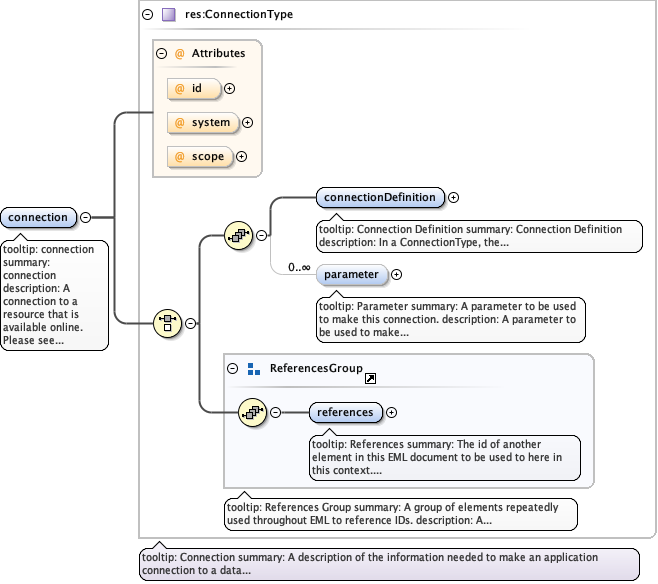 res:ConnectionType
@ Attributes
@ id
@ system
@ scope
connectionDefinition
tooltip: Connection Definition summary: Connection Definition
description: In a ConnectionType, the...
connection
tooltip: connection
summary:
connection
description: A
connection to a
resource that is
available online.
Please see...
0..∞
parameter
tooltip: Parameter summary: A parameter to be used
to make this connection. description: A parameter to
be used to make...
ReferencesGroup
references
tooltip: References summary: The id of another
element in this EML document to be used to here in
this context....
tooltip: References Group summary: A group of elements repeatedly
used throughout EML to reference IDs. description: A...
tooltip: Connection summary: A description of the information needed to make an application
connection to a data...